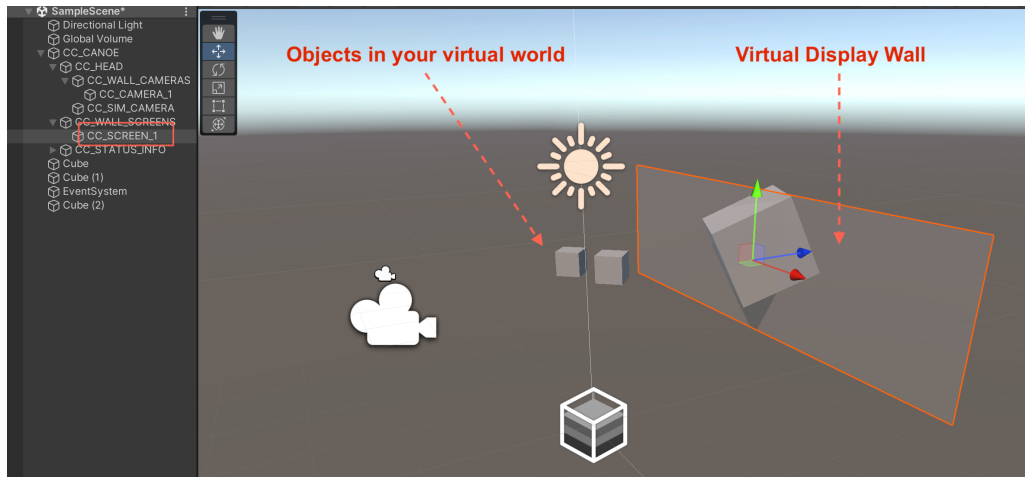 SampleScene*
Directional Light
Global Volume
CC_CANOE
CC_HEAD
CC_WALL_CAMERAS
CC_CAMERA_1
CC_SIM_CAMERA
CC_WALL_SCREENS
CC_SCREEN_1
CC_STATUS_INFO
Cube
Cube (1)
EventSystem
Cube (2)
Objects in your virtual world
Virtual Display Wall